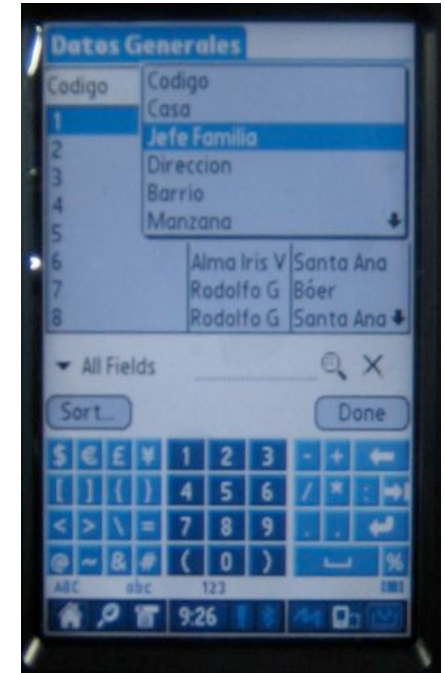 Datos Generales
Codigo
Codigo
Casa
Jefe Familia
Direccion
Barrio
Manzana
1
2
3
4
5
6 Alma Iris V Santa Ana
7 Rodolfo G Bóer
8 Rodolfo G Santa Ana
All Fields
Sort... Done
$ € £ ¥ 1 2 3 - + 
[ ] { } 4 5 6 / * :
< > \ = 7 8 9 . ,
@ ~ & # ( 0 ) %
ABC abc 123
9:26